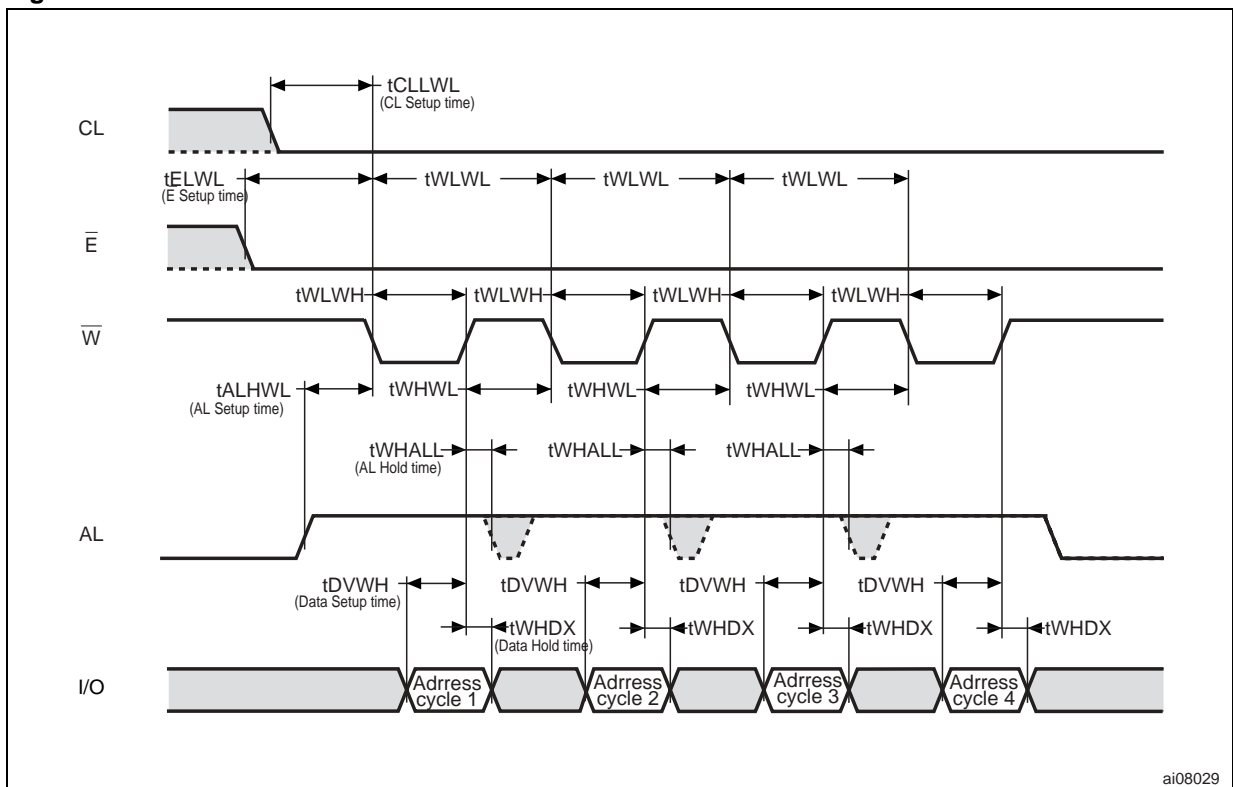 tCLLWL
(CL Setup time)
CL
tELWL
(E̅ Setup time)
tWLWL tWLWL tWLWL
E̅
tWLWH tWLWH tWLWH tWLWH
W̅
tALHWL
(AL Setup time)
tWHWL tWHWL tWHWL
tWHALL tWHALL tWHALL
(AL Hold time)
AL
tDVWH tDVWH tDVWH tDVWH
(Data Setup time)
tWHDX tWHDX tWHDX tWHDX
(Data Hold time)
I/O
Adrress
cycle 1
Adrress
cycle 2
Adrress
cycle 3
Adrress
cycle 4
ai08029